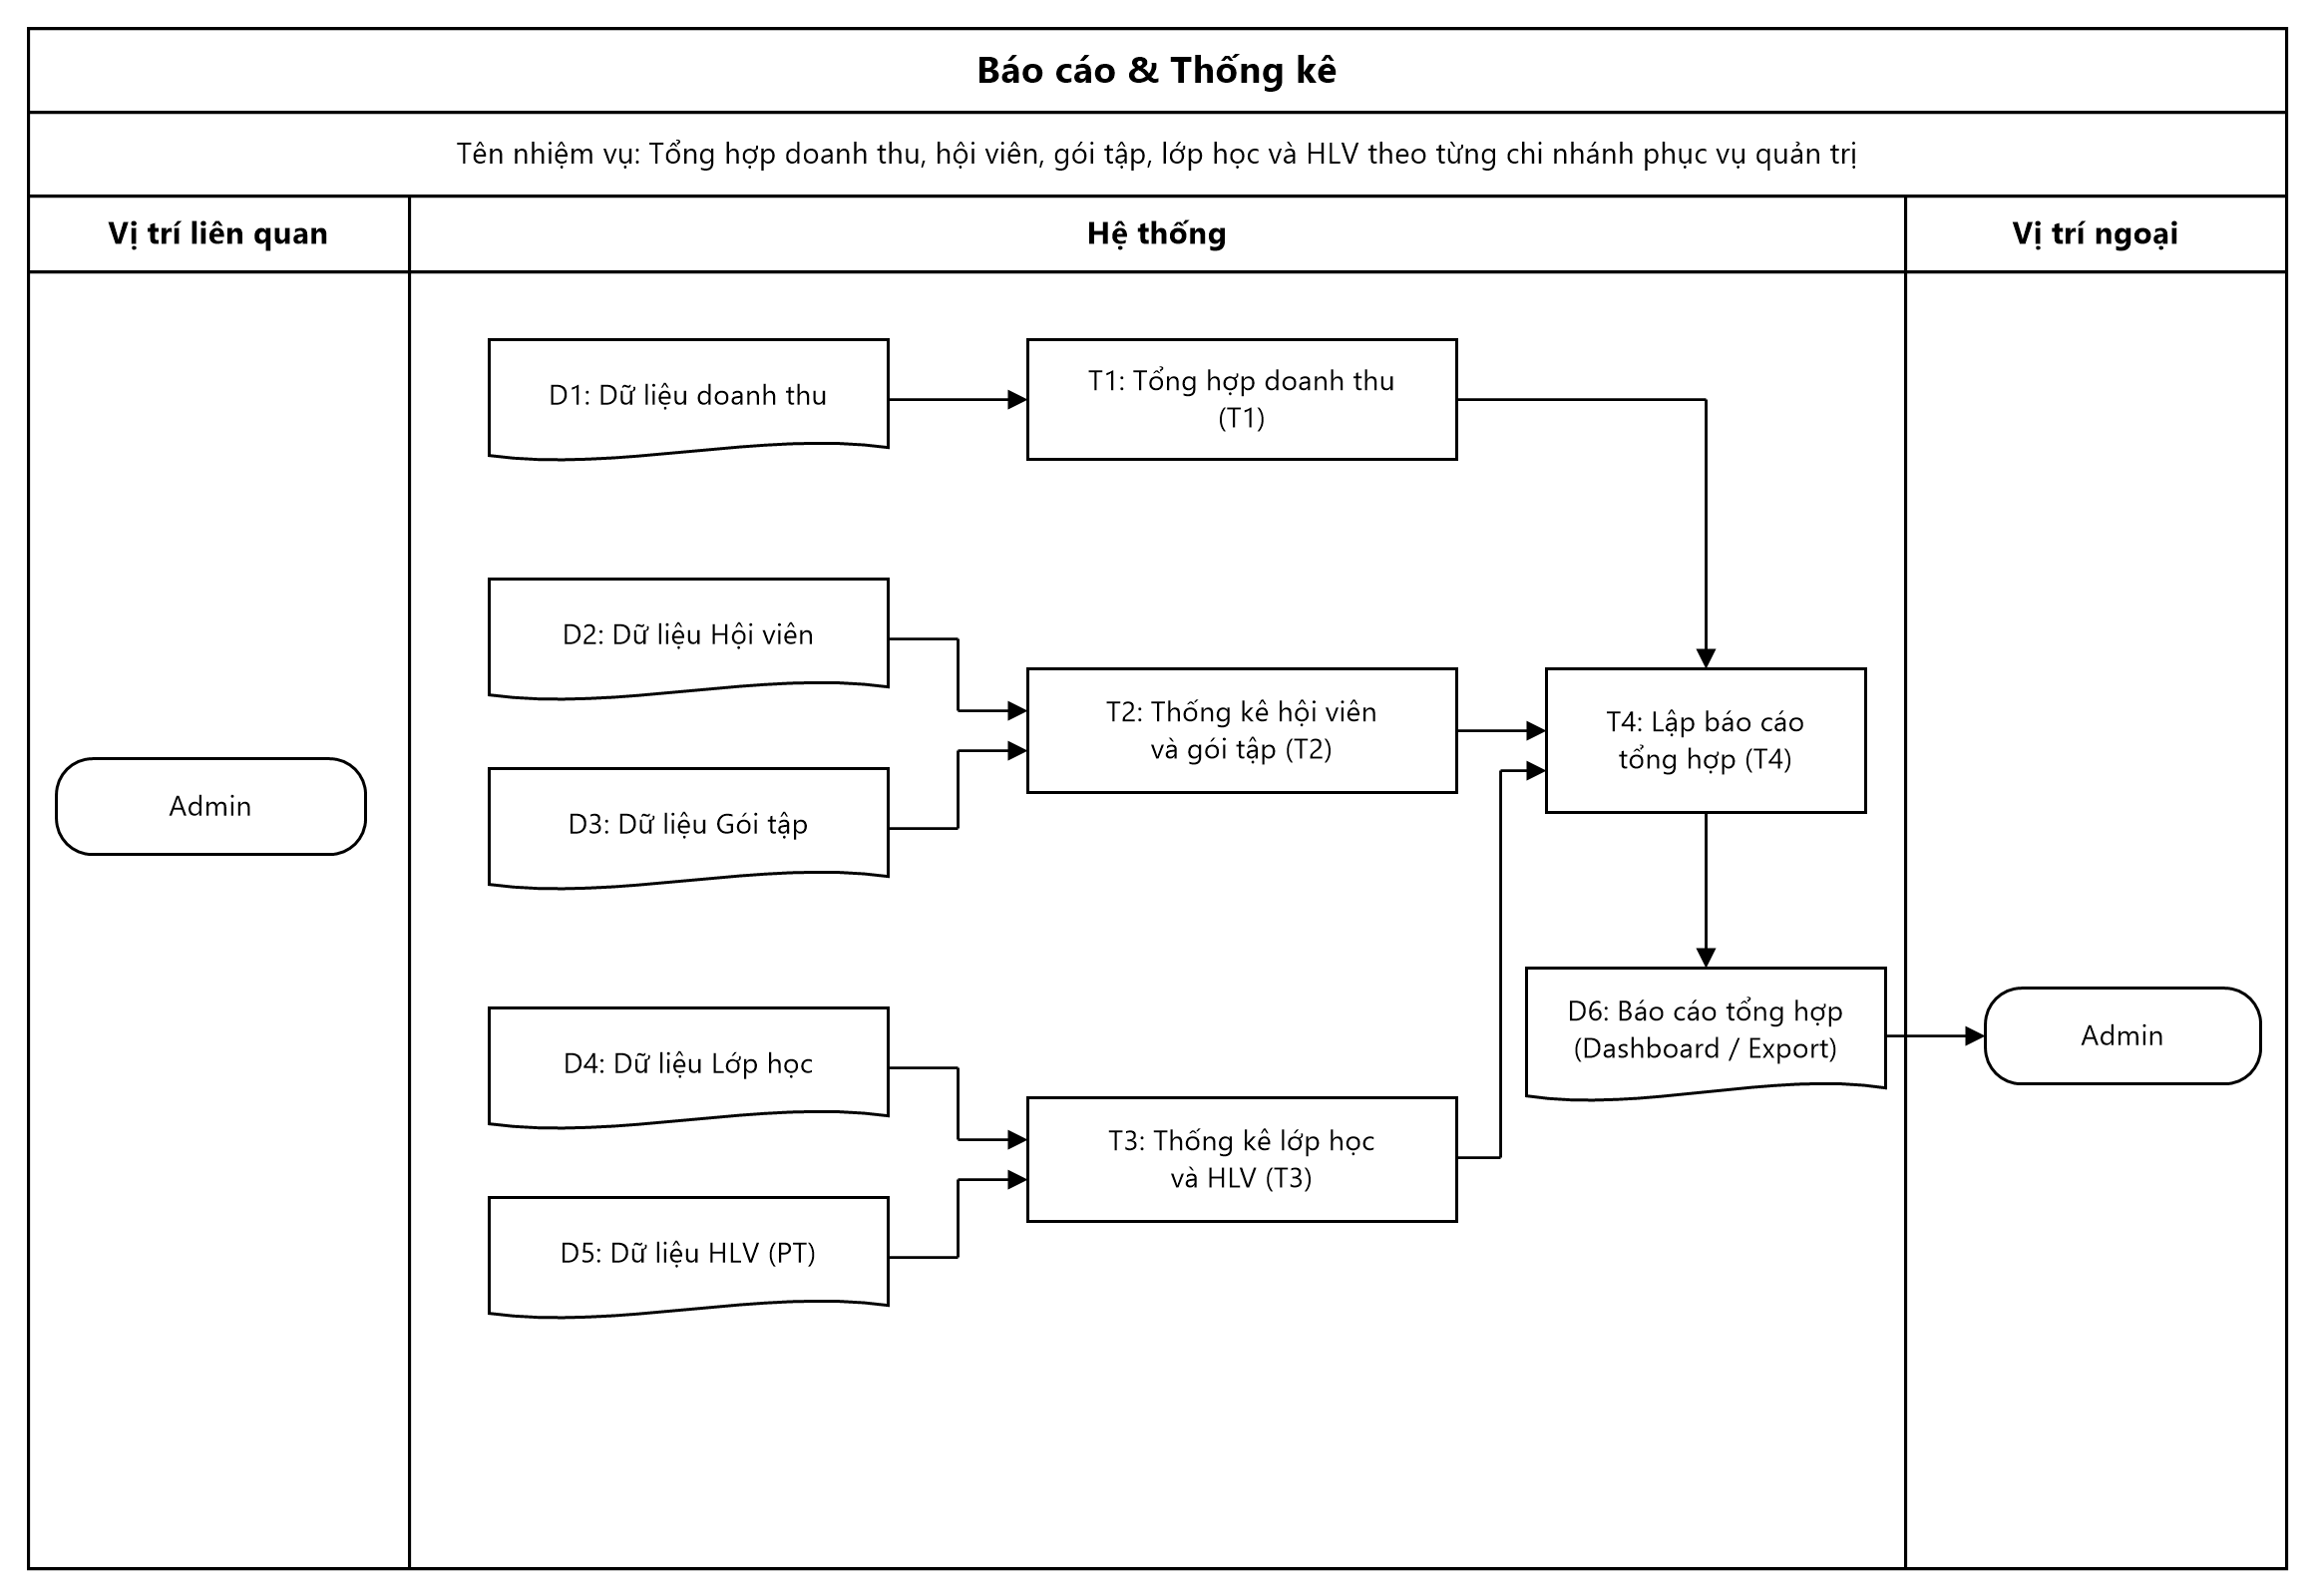 Báo cáo & Thống kê
Tên nhiệm vụ: Tổng hợp doanh thu, hội viên, gói tập, lớp học và HLV theo từng chi nhánh phục vụ quản trị
Vị trí liên quan
Hệ thống
Vị trí ngoại
D1: Dữ liệu doanh thu
T1: Tổng hợp doanh thu
(T1)
D2: Dữ liệu Hội viên
T2: Thống kê hội viên
và gói tập (T2)
T4: Lập báo cáo
tổng hợp (T4)
Admin
D3: Dữ liệu Gói tập
D6: Báo cáo tổng hợp
(Dashboard / Export)
Admin
D4: Dữ liệu Lớp học
T3: Thống kê lớp học
và HLV (T3)
D5: Dữ liệu HLV (PT)